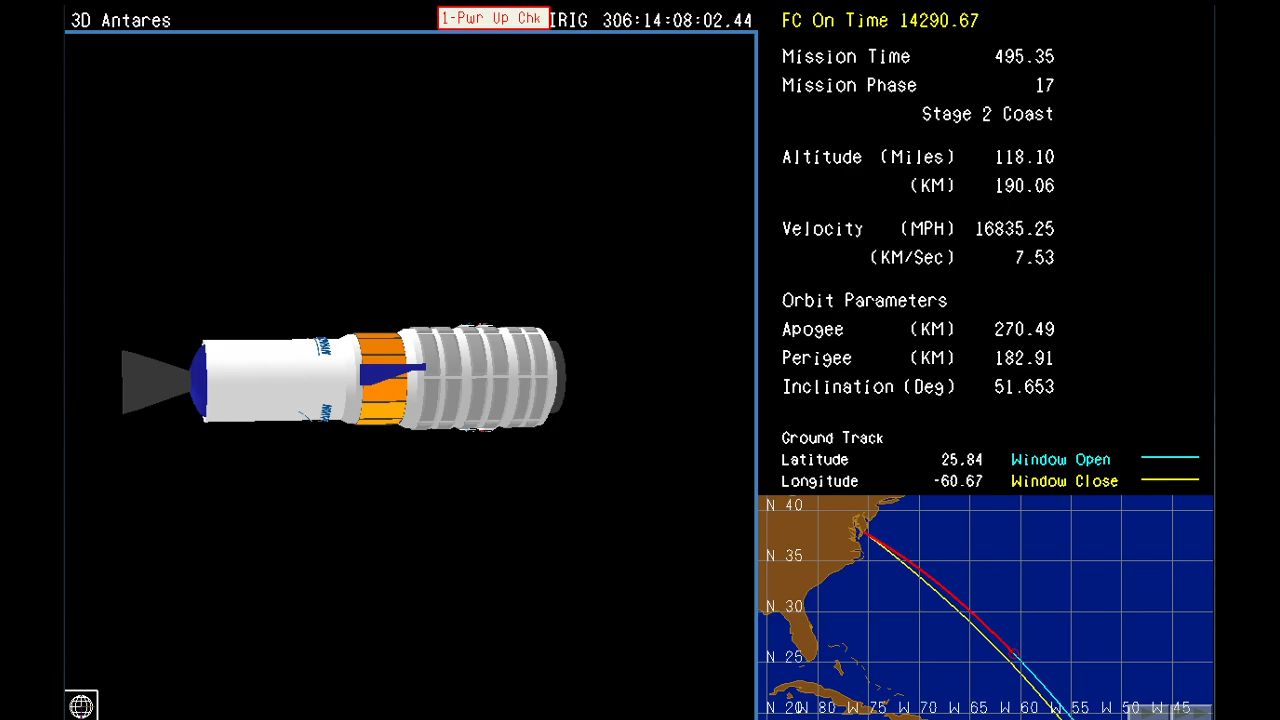 3D Antares
1-Pwr Up Chk
IRIG 306:14:08:02.44
FC On Time 14290.67
Mission Time 495.35
Mission Phase 17
Stage 2 Coast
Altitude (Miles) 118.10
(KM) 190.06
Velocity (MPH) 16835.25
(KM/Sec) 7.53
Orbit Parameters
Apogee (KM) 270.49
Perigee (KM) 182.91
Inclination (Deg) 51.653
Ground Track
Latitude 25.84 Window Open
Longitude -60.67 Window Close
N 40
N 35
N 30
N 25
N 20 W 80 W 75 W 70 W 65 W 60 W 55 W 50 W 45